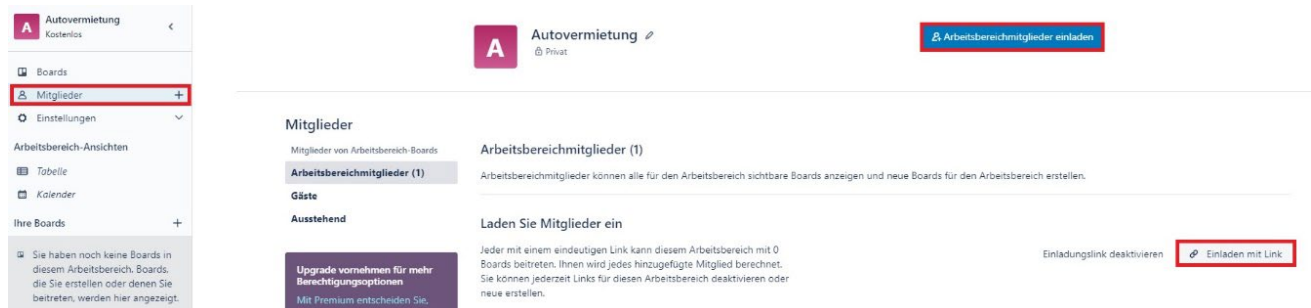 A
Autovermietung
Kostenlos
Boards
Mitglieder +
Einstellungen
Arbeitsbereich-Ansichten
Tabelle
Kalender
Ihre Boards +
Sie haben noch keine Boards in
diesem Arbeitsbereich. Boards,
die Sie erstellen oder denen Sie
beitreten, werden hier angezeigt.
A
Autovermietung
Privat
Arbeitsbereichmitglieder einladen
Mitglieder
Mitglieder von Arbeitsbereich-Boards
Arbeitsbereichmitglieder (1)
Gäste
Ausstehend
Upgrade vornehmen für mehr
Berechtigungsoptionen
Mit Premium entscheiden Sie,
Arbeitsbereichmitglieder (1)
Arbeitsbereichmitglieder können alle für den Arbeitsbereich sichtbare Boards anzeigen und neue Boards für den Arbeitsbereich erstellen.
Laden Sie Mitglieder ein
Jeder mit einem eindeutigen Link kann diesem Arbeitsbereich mit 0
Boards beitreten. Ihnen wird jedes hinzugefügte Mitglied berechnet.
Sie können jederzeit Links für diesen Arbeitsbereich deaktivieren oder
neue erstellen.
Einladungslink deaktivieren
Einladen mit Link